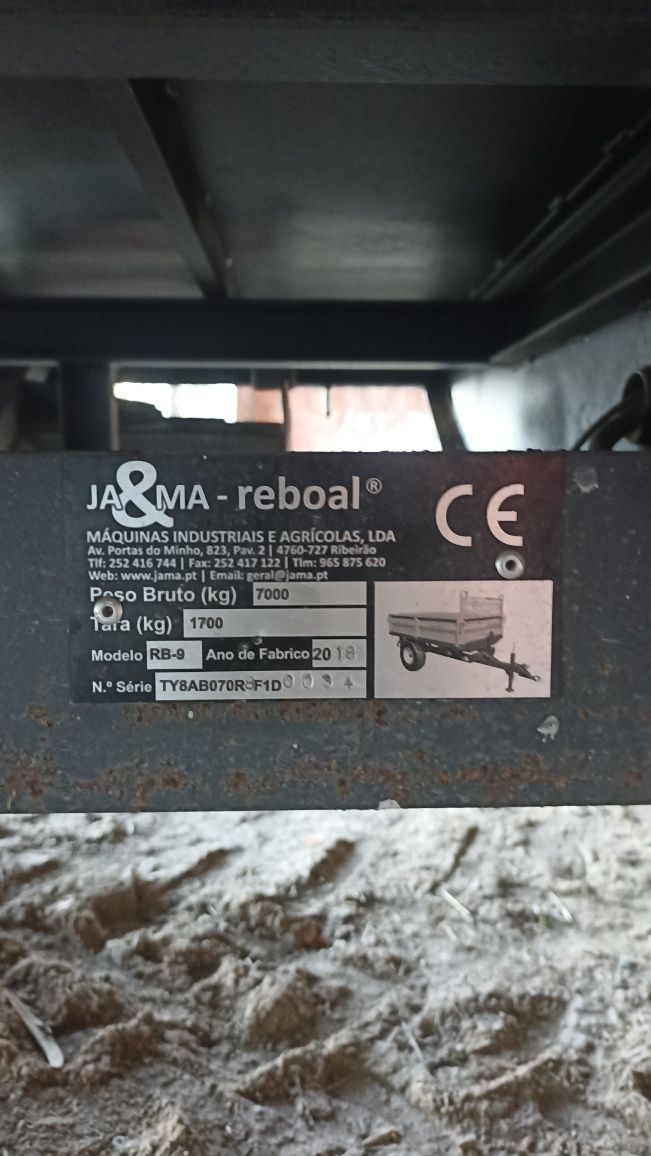 JA&MA - reboal®
CE
MÁQUINAS INDUSTRIAIS E AGRÍCOLAS, LDA
Av. Portas do Minho, 823, Pav. 2 | 4760-727 Ribeirão
Tlf: 252 416 744 | Fax: 252 417 122 | Tlm: 965 875 620
Web: www.jama.pt | Email: geral@jama.pt
Peso Bruto (kg) 7000
Tara (kg) 1700
Modelo RB-9 Ano de Fabrico 2018
N.º Série TY8AB070R8F1D0034